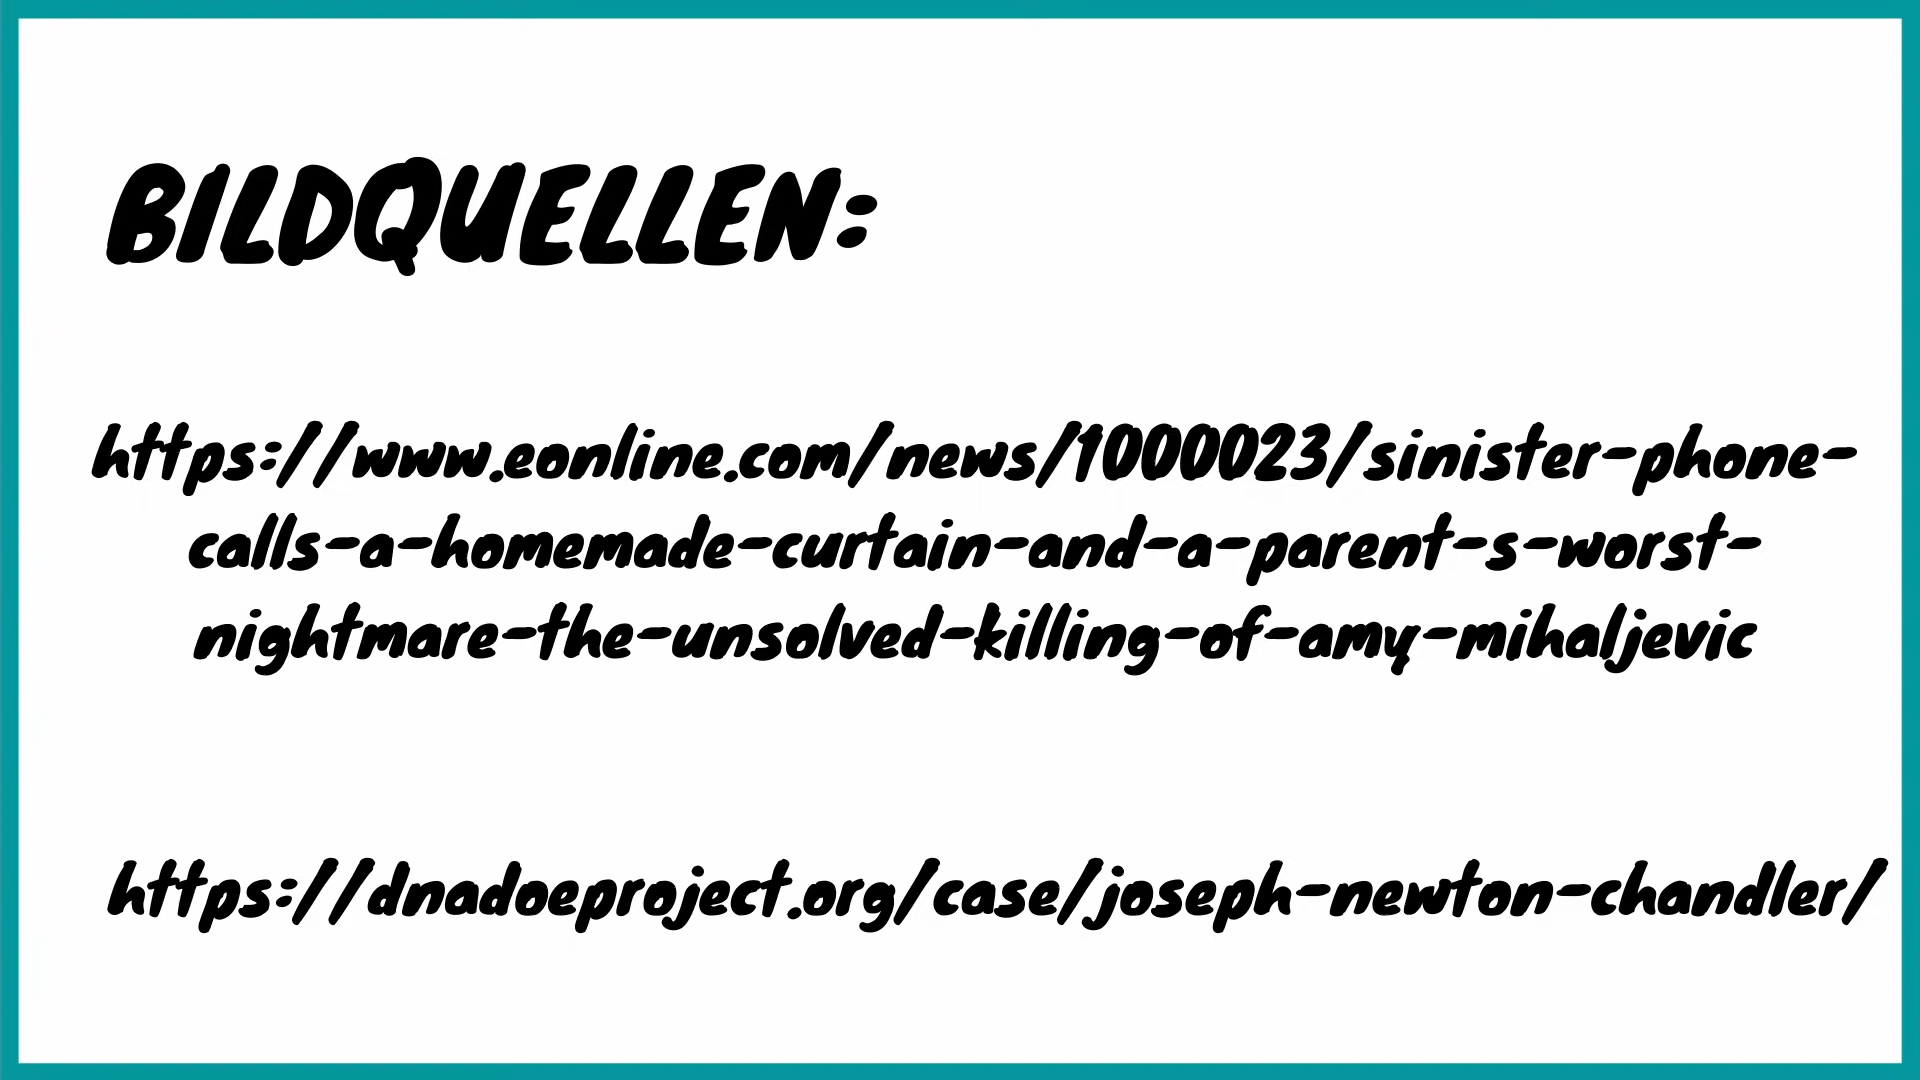 BILDQUELLEN:
https://www.eonline.com/news/1000023/sinister-phone-
calls-a-homemade-curtain-and-a-parent-s-worst-
nightmare-the-unsolved-killing-of-amy-mihaljevic
https://dnadoeproject.org/case/joseph-newton-chandler/